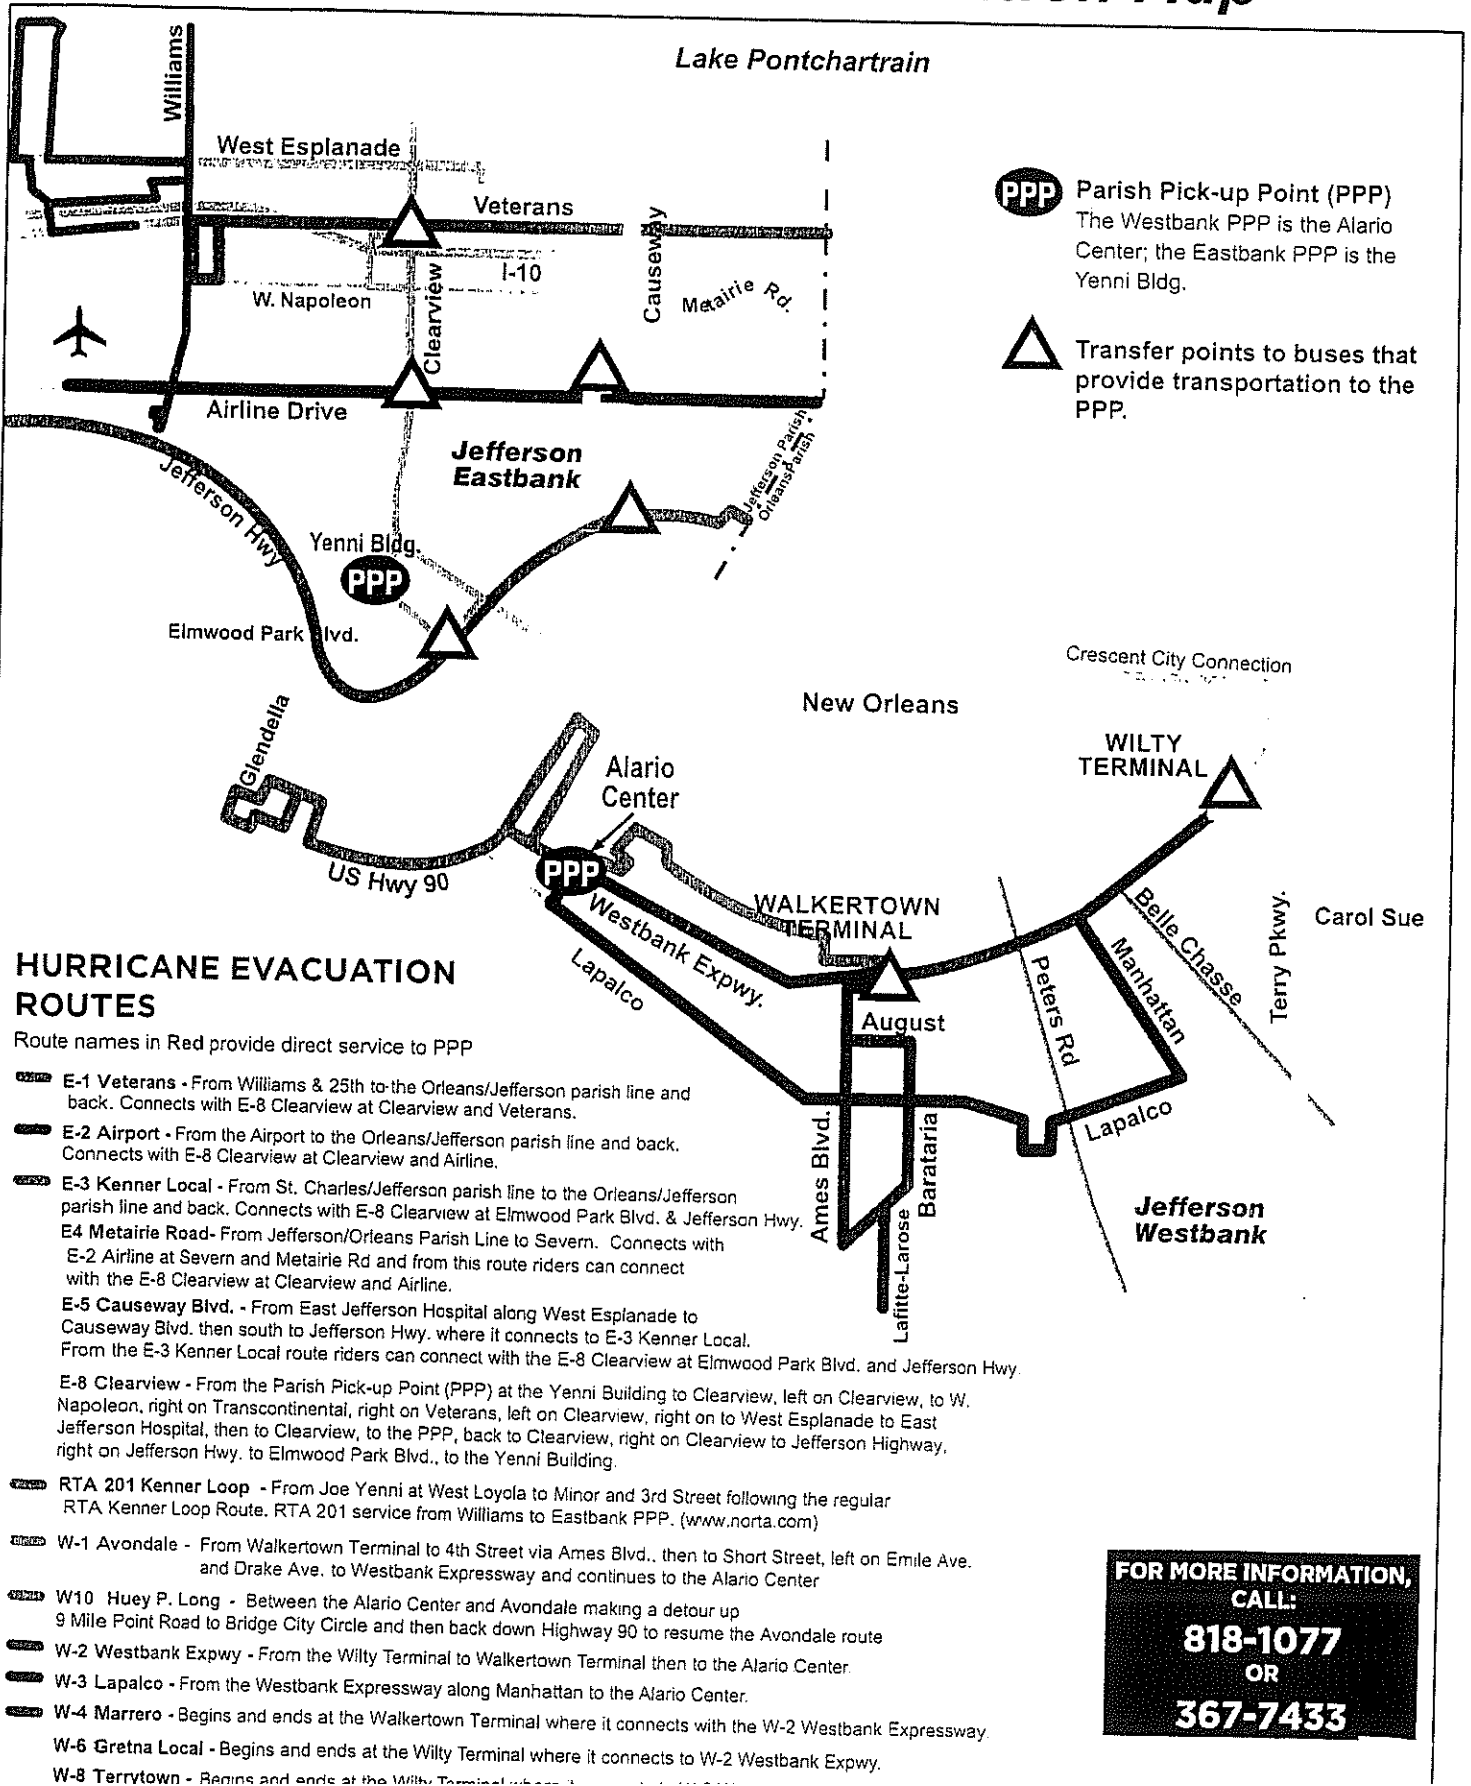 Map
Lake Pontchartrain
Williams
West Esplanade
Veterans
Causeway
I-10
W. Napoleon
Clearview
Metairie Rd.
Airline Drive
Jefferson
Eastbank
Jefferson Parish
Orleans Parish
Jefferson Hwy
Yenni Bldg.
PPP
Elmwood Park Blvd.
PPP Parish Pick-up Point (PPP)
The Westbank PPP is the Alario
Center; the Eastbank PPP is the
Yenni Bldg.
Transfer points to buses that
provide transportation to the
PPP.
Crescent City Connection
New Orleans
WILTY
TERMINAL
Glendella
Alario
Center
PPP
US Hwy 90
WALKERTOWN
TERMINAL
Westbank Expwy.
Lapalco
Belle Chasse
Manhattan
Terry Pkwy.
Carol Sue
Peters Rd
August
Lapalco
Ames Blvd.
Barataria
Lafitte-Larose
Jefferson
Westbank
HURRICANE EVACUATION
ROUTES
Route names in Red provide direct service to PPP
E-1 Veterans - From Williams & 25th to the Orleans/Jefferson parish line and
back. Connects with E-8 Clearview at Clearview and Veterans.
E-2 Airport - From the Airport to the Orleans/Jefferson parish line and back.
Connects with E-8 Clearview at Clearview and Airline.
E-3 Kenner Local - From St. Charles/Jefferson parish line to the Orleans/Jefferson
parish line and back. Connects with E-8 Clearview at Elmwood Park Blvd. & Jefferson Hwy.
E4 Metairie Road- From Jefferson/Orleans Parish Line to Severn. Connects with
E-2 Airline at Severn and Metairie Rd and from this route riders can connect
with the E-8 Clearview at Clearview and Airline.
E-5 Causeway Blvd. - From East Jefferson Hospital along West Esplanade to
Causeway Blvd. then south to Jefferson Hwy. where it connects to E-3 Kenner Local.
From the E-3 Kenner Local route riders can connect with the E-8 Clearview at Elmwood Park Blvd. and Jefferson Hwy.
E-8 Clearview - From the Parish Pick-up Point (PPP) at the Yenni Building to Clearview, left on Clearview, to W.
Napoleon, right on Transcontinental, right on Veterans, left on Clearview, right on to West Esplanade to East
Jefferson Hospital, then to Clearview, to the PPP, back to Clearview, right on Clearview to Jefferson Highway,
right on Jefferson Hwy. to Elmwood Park Blvd., to the Yenni Building.
RTA 201 Kenner Loop - From Joe Yenni at West Loyola to Minor and 3rd Street following the regular
RTA Kenner Loop Route. RTA 201 service from Williams to Eastbank PPP. (www.norta.com)
W-1 Avondale - From Walkertown Terminal to 4th Street via Ames Blvd., then to Short Street, left on Emile Ave.
and Drake Ave. to Westbank Expressway and continues to the Alario Center
W10 Huey P. Long - Between the Alario Center and Avondale making a detour up
9 Mile Point Road to Bridge City Circle and then back down Highway 90 to resume the Avondale route
W-2 Westbank Expwy - From the Wilty Terminal to Walkertown Terminal then to the Alario Center.
W-3 Lapalco - From the Westbank Expressway along Manhattan to the Alario Center.
W-4 Marrero - Begins and ends at the Walkertown Terminal where it connects with the W-2 Westbank Expressway.
W-6 Gretna Local - Begins and ends at the Wilty Terminal where it connects to W-2 Westbank Expwy.
W-8 Terrytown - Begins and ends at the Wilty Terminal where it
FOR MORE INFORMATION,
CALL:
818-1077
OR
367-7433